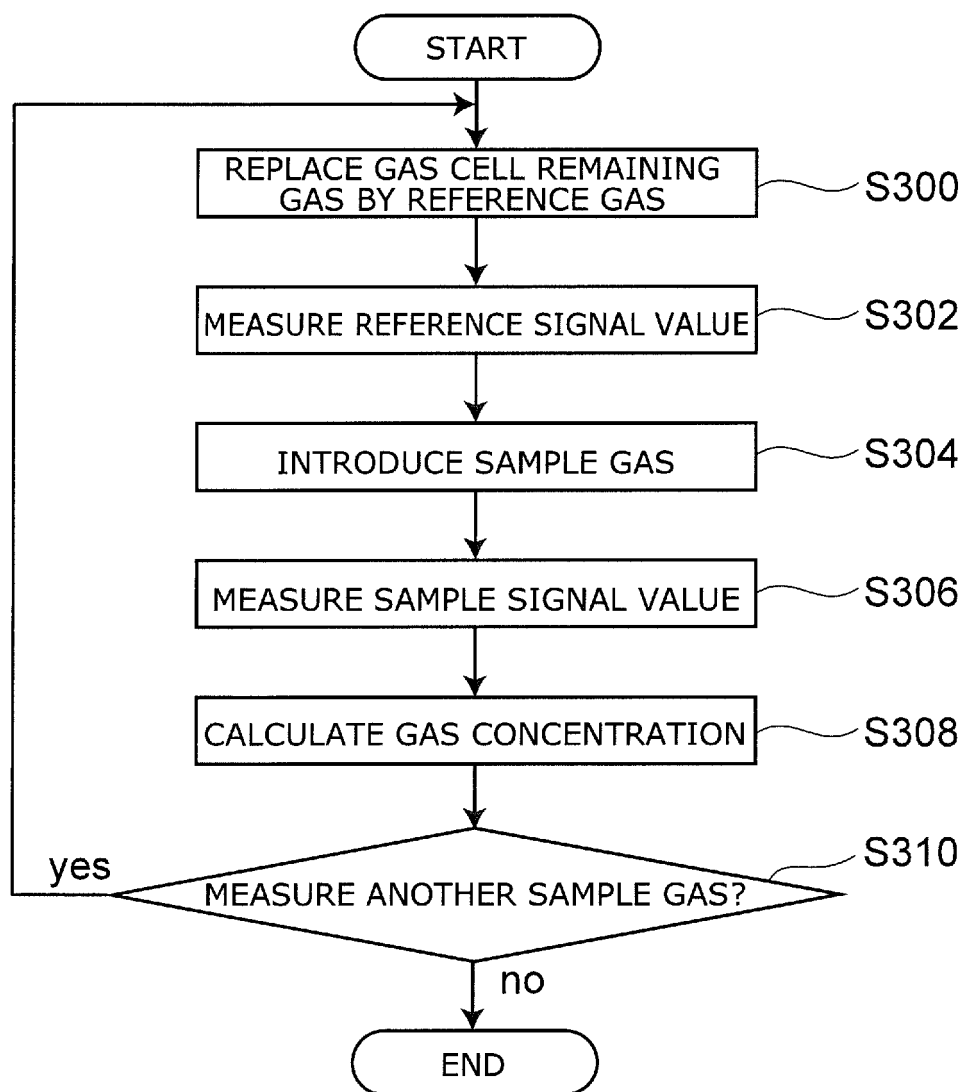 START
REPLACE GAS CELL REMAINING
GAS BY REFERENCE GAS
S300
MEASURE REFERENCE SIGNAL VALUE
S302
INTRODUCE SAMPLE GAS
S304
MEASURE SAMPLE SIGNAL VALUE
S306
CALCULATE GAS CONCENTRATION
S308
MEASURE ANOTHER SAMPLE GAS?
S310
yes
no
END